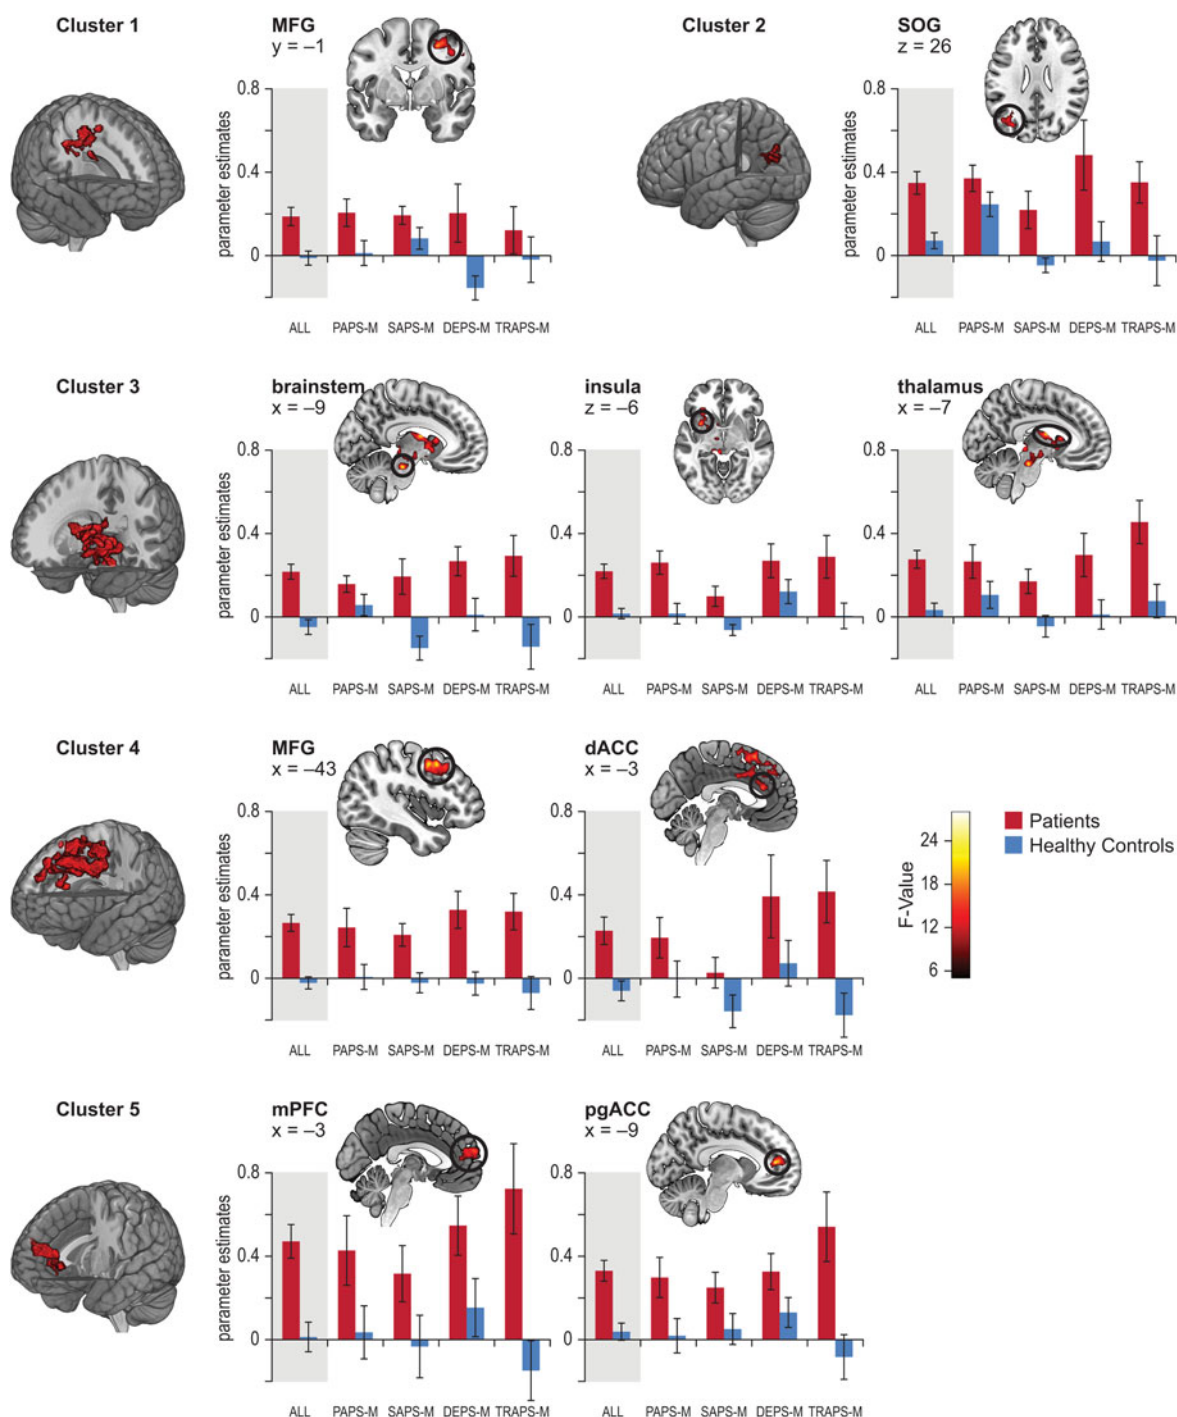 Cluster 1
MFG
y = –1
Cluster 2
SOG
z = 26
parameter estimates
0.8
0.4
0
ALL PAPS-M SAPS-M DEPS-M TRAPS-M
parameter estimates
0.8
0.4
0
ALL PAPS-M SAPS-M DEPS-M TRAPS-M
Cluster 3
brainstem
x = –9
insula
z = –6
thalamus
x = –7
parameter estimates
0.8
0.4
0
ALL PAPS-M SAPS-M DEPS-M TRAPS-M
0.8
0.4
0
ALL PAPS-M SAPS-M DEPS-M TRAPS-M
0.8
0.4
0
ALL PAPS-M SAPS-M DEPS-M TRAPS-M
Cluster 4
MFG
x = –43
dACC
x = –3
parameter estimates
0.8
0.4
0
ALL PAPS-M SAPS-M DEPS-M TRAPS-M
0.8
0.4
0
ALL PAPS-M SAPS-M DEPS-M TRAPS-M
F-Value
24
18
12
6
Patients
Healthy Controls
Cluster 5
mPFC
x = –3
pgACC
x = –9
parameter estimates
0.8
0.4
0
ALL PAPS-M SAPS-M DEPS-M TRAPS-M
0.8
0.4
0
ALL PAPS-M SAPS-M DEPS-M TRAPS-M